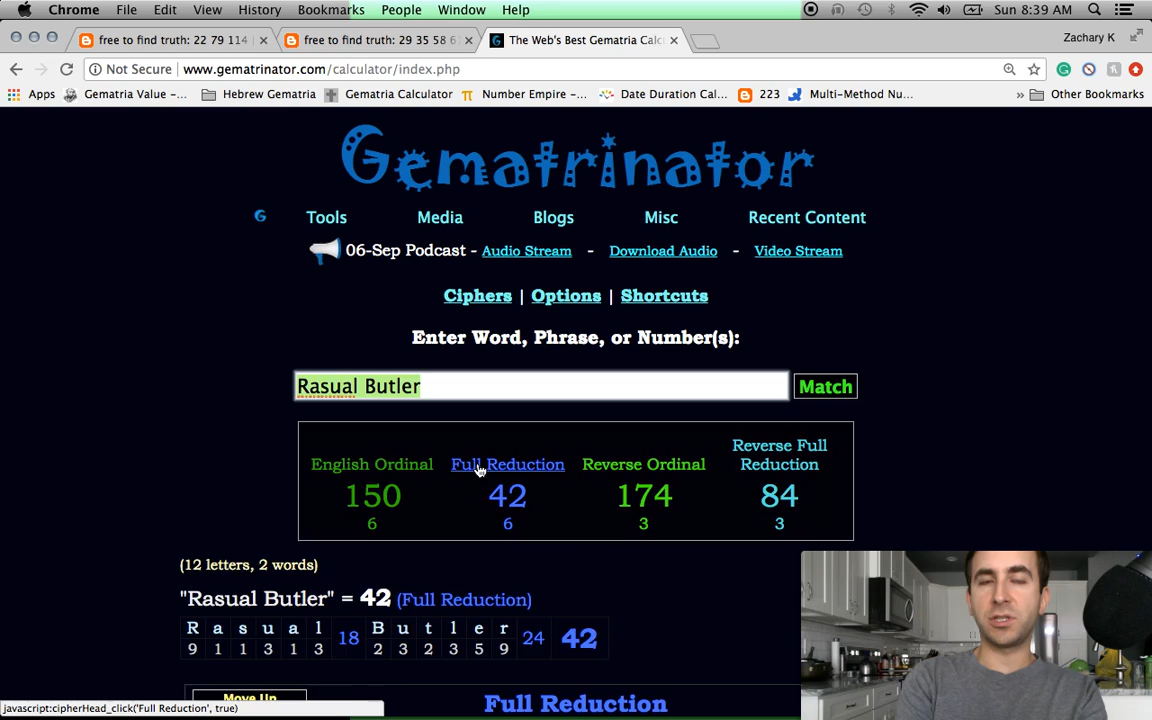 Chrome File Edit View History Bookmarks People Window Help Sun 8:39 AM
free to find truth: 22 79 114 free to find truth: 29 35 58 6 The Web's Best Gematria Calc Zachary K
Not Secure www.gematrinator.com/calculator/index.php
Apps Gematria Value -... Hebrew Gematria Gematria Calculator Number Empire -... Date Duration Cal... 223 Multi-Method Nu... » Other Bookmarks
Gematrinator
G Tools Media Blogs Misc Recent Content
06-Sep Podcast - Audio Stream - Download Audio - Video Stream
Ciphers | Options | Shortcuts
Enter Word, Phrase, or Number(s):
Rasual Butler Match
English Ordinal Full Reduction Reverse Ordinal Reverse Full Reduction
150 42 174 84
6 6 3 3
(12 letters, 2 words)
"Rasual Butler" = 42 (Full Reduction)
R a s u a l 18 B u t l e r 24 42
9 1 1 3 1 3 2 3 2 3 5 9
Move Up Full Reduction
javascript:cipherHead_click('Full Reduction', true)